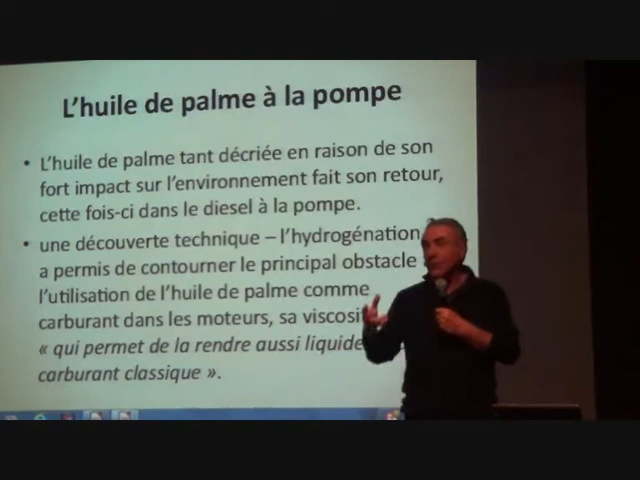 L'huile de palme à la pompe
• L'huile de palme tant décriée en raison de son
fort impact sur l'environnement fait son retour,
cette fois-ci dans le diesel à la pompe.
• une découverte technique – l'hydrogénation
a permis de contourner le principal obstacle
l'utilisation de l'huile de palme comme
carburant dans les moteurs, sa
« qui permet de la rendre aussi liquide
carburant classique ».